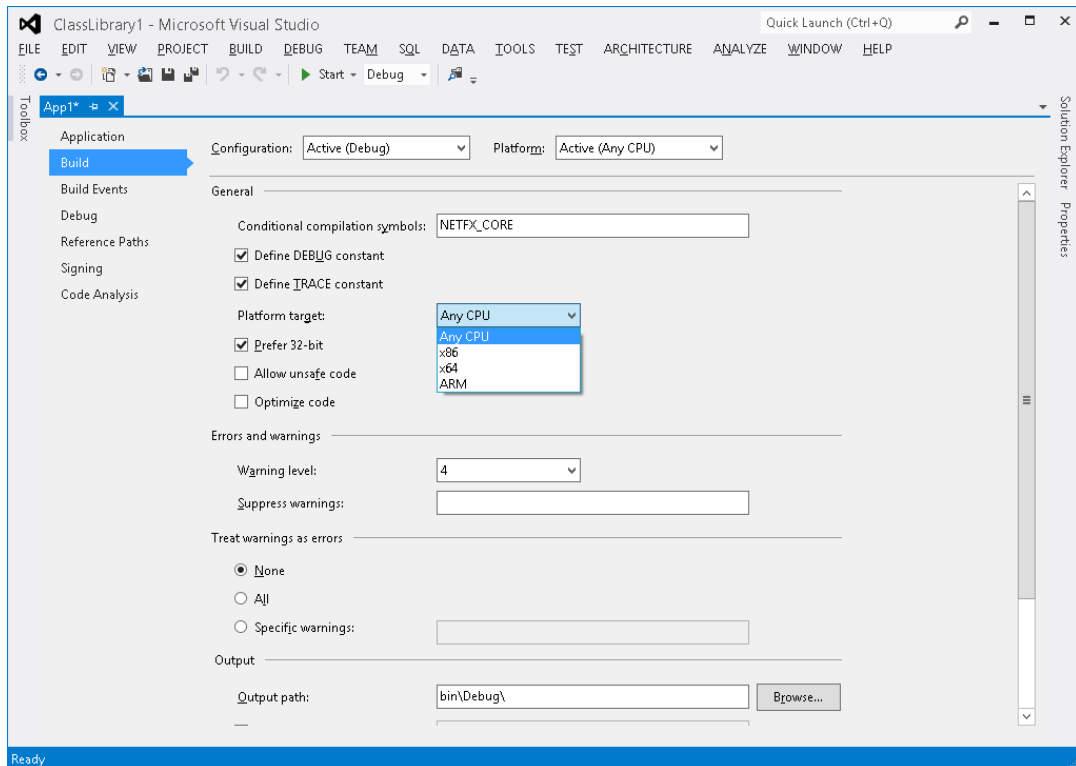 ClassLibrary1 - Microsoft Visual Studio Quick Launch (Ctrl+Q)
FILE EDIT VIEW PROJECT BUILD DEBUG TEAM SQL DATA TOOLS TEST ARCHITECTURE ANALYZE WINDOW HELP
Start Debug
Toolbox
App1*
Solution Explorer
Properties
Application
Build
Build Events
Debug
Reference Paths
Signing
Code Analysis
Configuration: Active (Debug) Platform: Active (Any CPU)
General
Conditional compilation symbols: NETFX_CORE
Define DEBUG constant
Define TRACE constant
Platform target: Any CPU
Any CPU
x86
x64
ARM
Prefer 32-bit
Allow unsafe code
Optimize code
Errors and warnings
Warning level: 4
Suppress warnings:
Treat warnings as errors
None
All
Specific warnings:
Output
Output path: bin\Debug\ Browse...
Ready